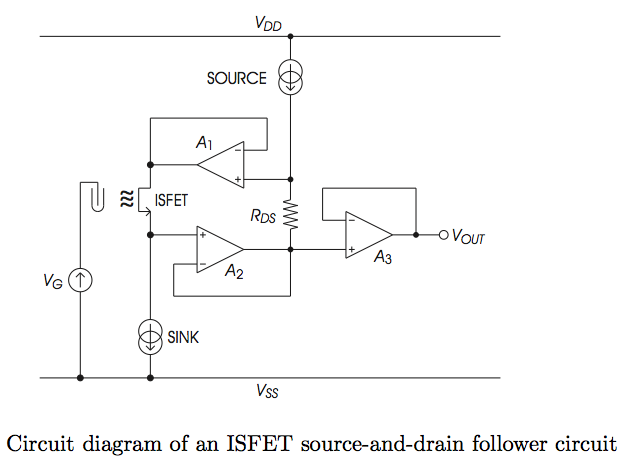 VDD
SOURCE
A1
−
+
ISFET
RDS
+
−
A2
−
+
A3
VOUT
VG
SINK
VSS
Circuit diagram of an ISFET source-and-drain follower circuit